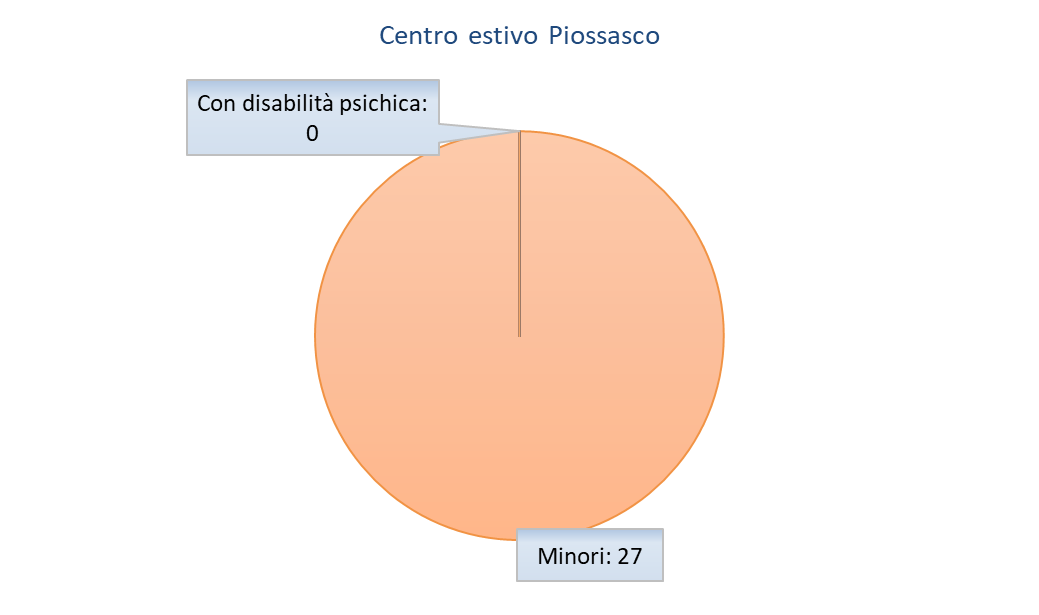 Centro estivo Piossasco
Con disabilità psichica:
0
Minori: 27